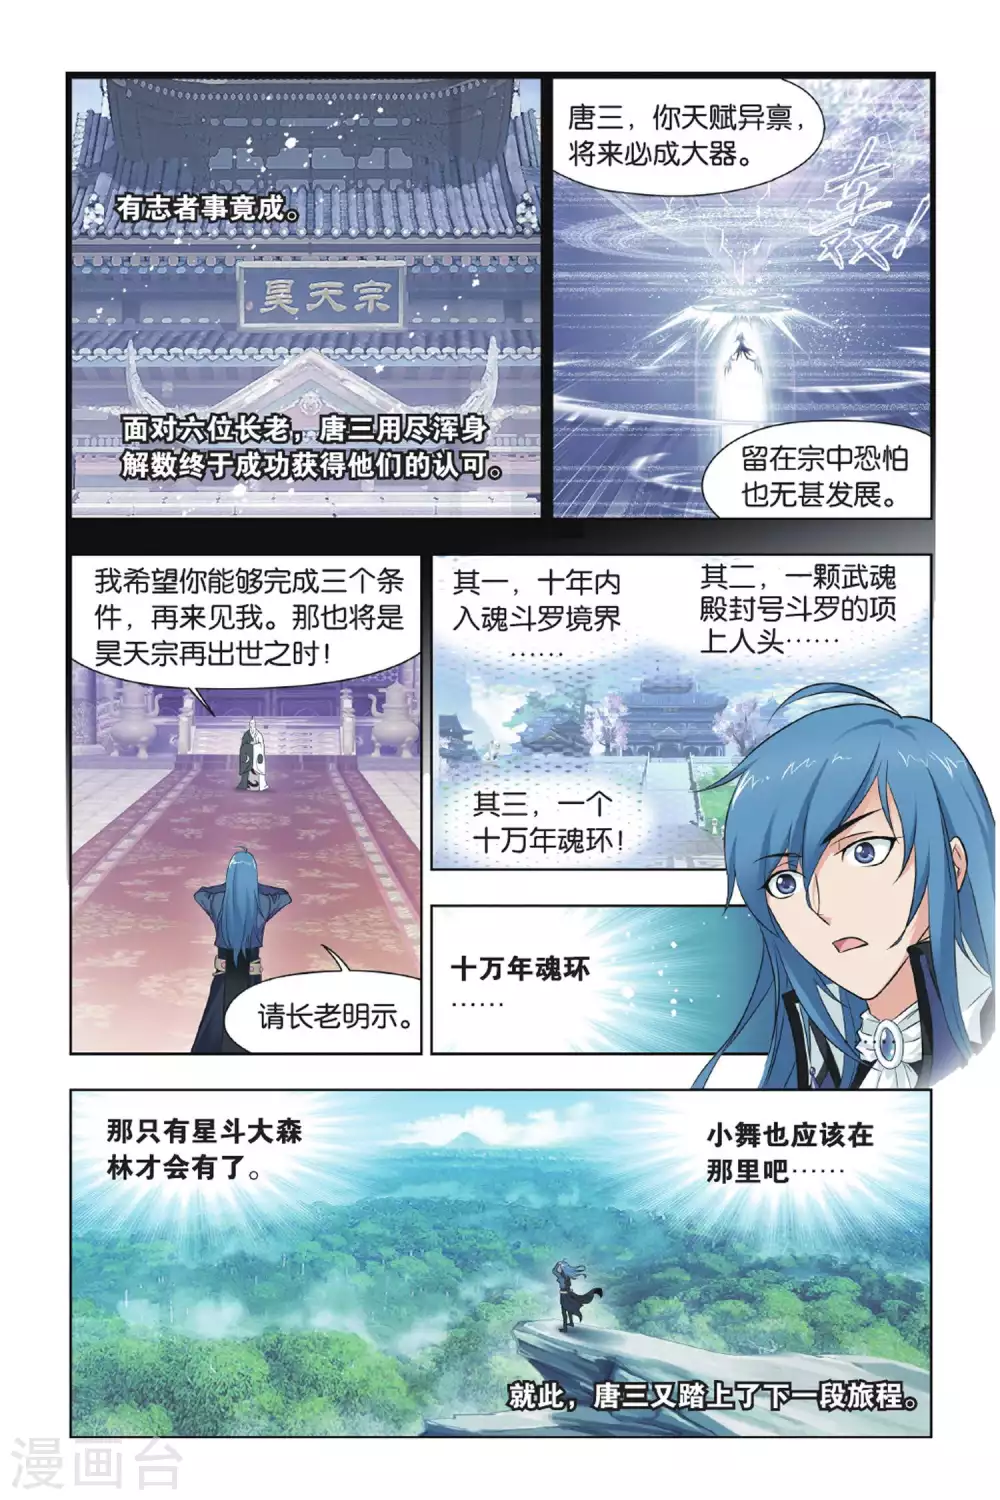 有志者事竟成。
昊天宗
面对六位长老，唐三用尽浑身
解数终于成功获得他们的认可。
唐三，你天赋异禀，
将来必成大器。
留在宗中恐怕
也无甚发展。
我希望你能够完成三个条
件，再来见我。那也将是
昊天宗再出世之时！
请长老明示。
其一，十年内
入魂斗罗境界
……
其二，一颗武魂
殿封号斗罗的项
上人头……
其三，一个
十万年魂环！
十万年魂环
……
那只有星斗大森
林才会有了。
小舞也应该在
那里吧……
就此，唐三又踏上了下一段旅程。
漫画台